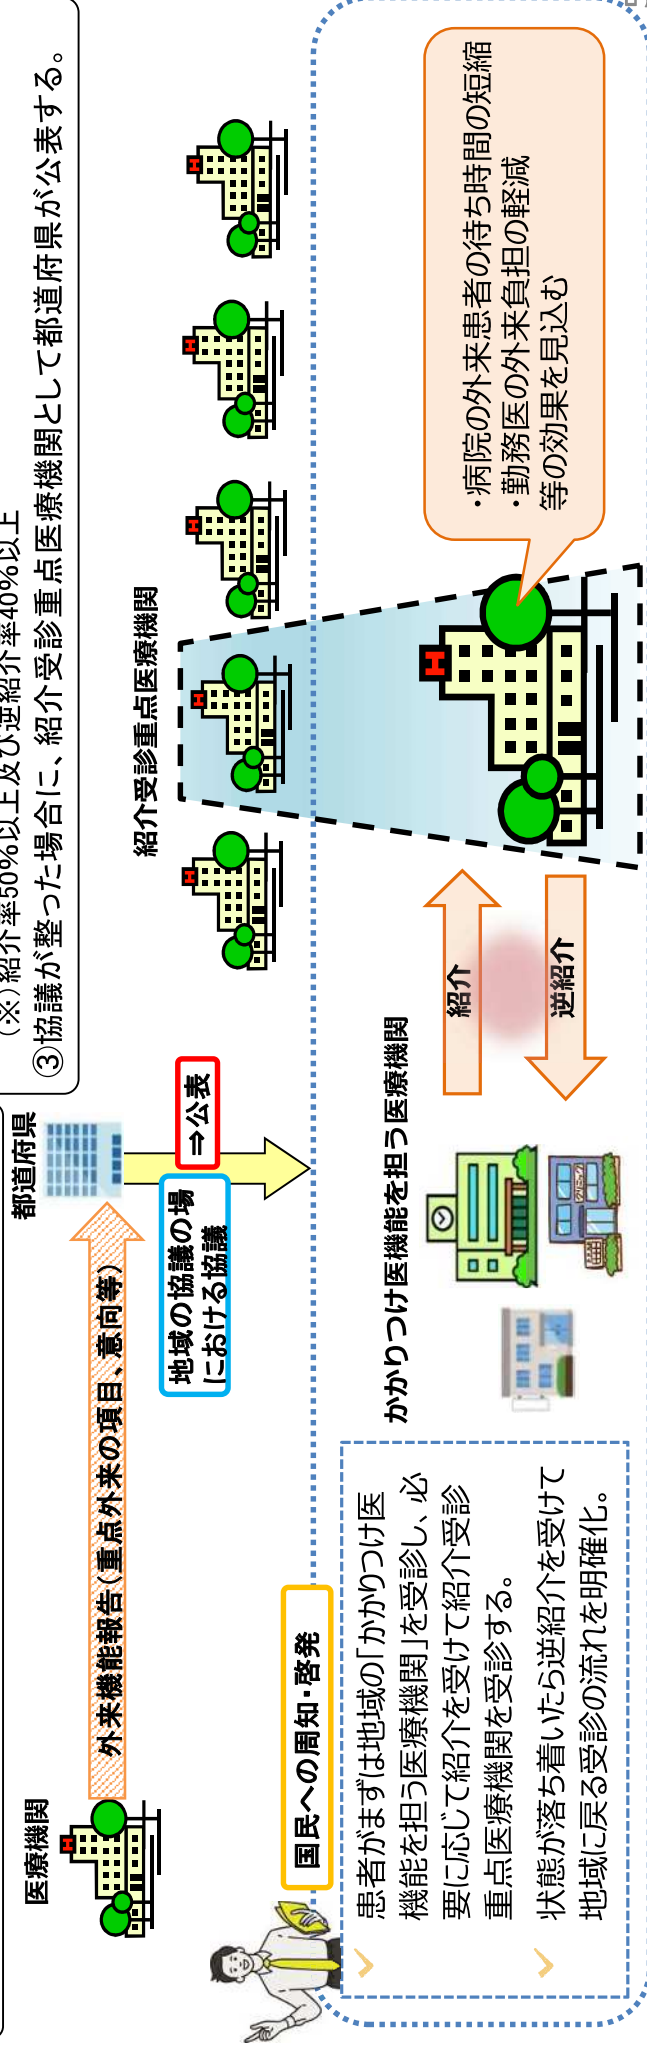 (※)紹介率50%以上及び逆紹介率40%以上
③協議が整った場合に、紹介受診重点医療機関として都道府県が公表する。
医療機関
外来機能報告(重点外来の項目、意向等)
都道府県
地域の協議の場
における協議
⇒公表
紹介受診重点医療機関
国民への周知・啓発
患者がまずは地域の「かかりつけ医
機能を担う医療機関」を受診し、必
要に応じて紹介を受けて紹介受診
重点医療機関を受診する。
状態が落ち着いたら逆紹介を受けて
地域に戻る受診の流れを明確化。
かかりつけ医機能を担う医療機関
クリニック
紹介
逆紹介
・病院の外来患者の待ち時間の短縮
・勤務医の外来負担の軽減
等の効果を見込む
H
H
H
H
H
H
H